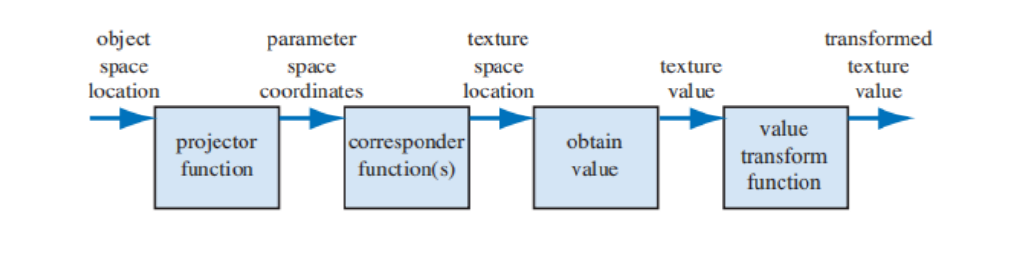 object
space
location
parameter
space
coordinates
texture
space
location
texture
value
transformed
texture
value
projector
function
corresponder
function(s)
obtain
value
value
transform
function